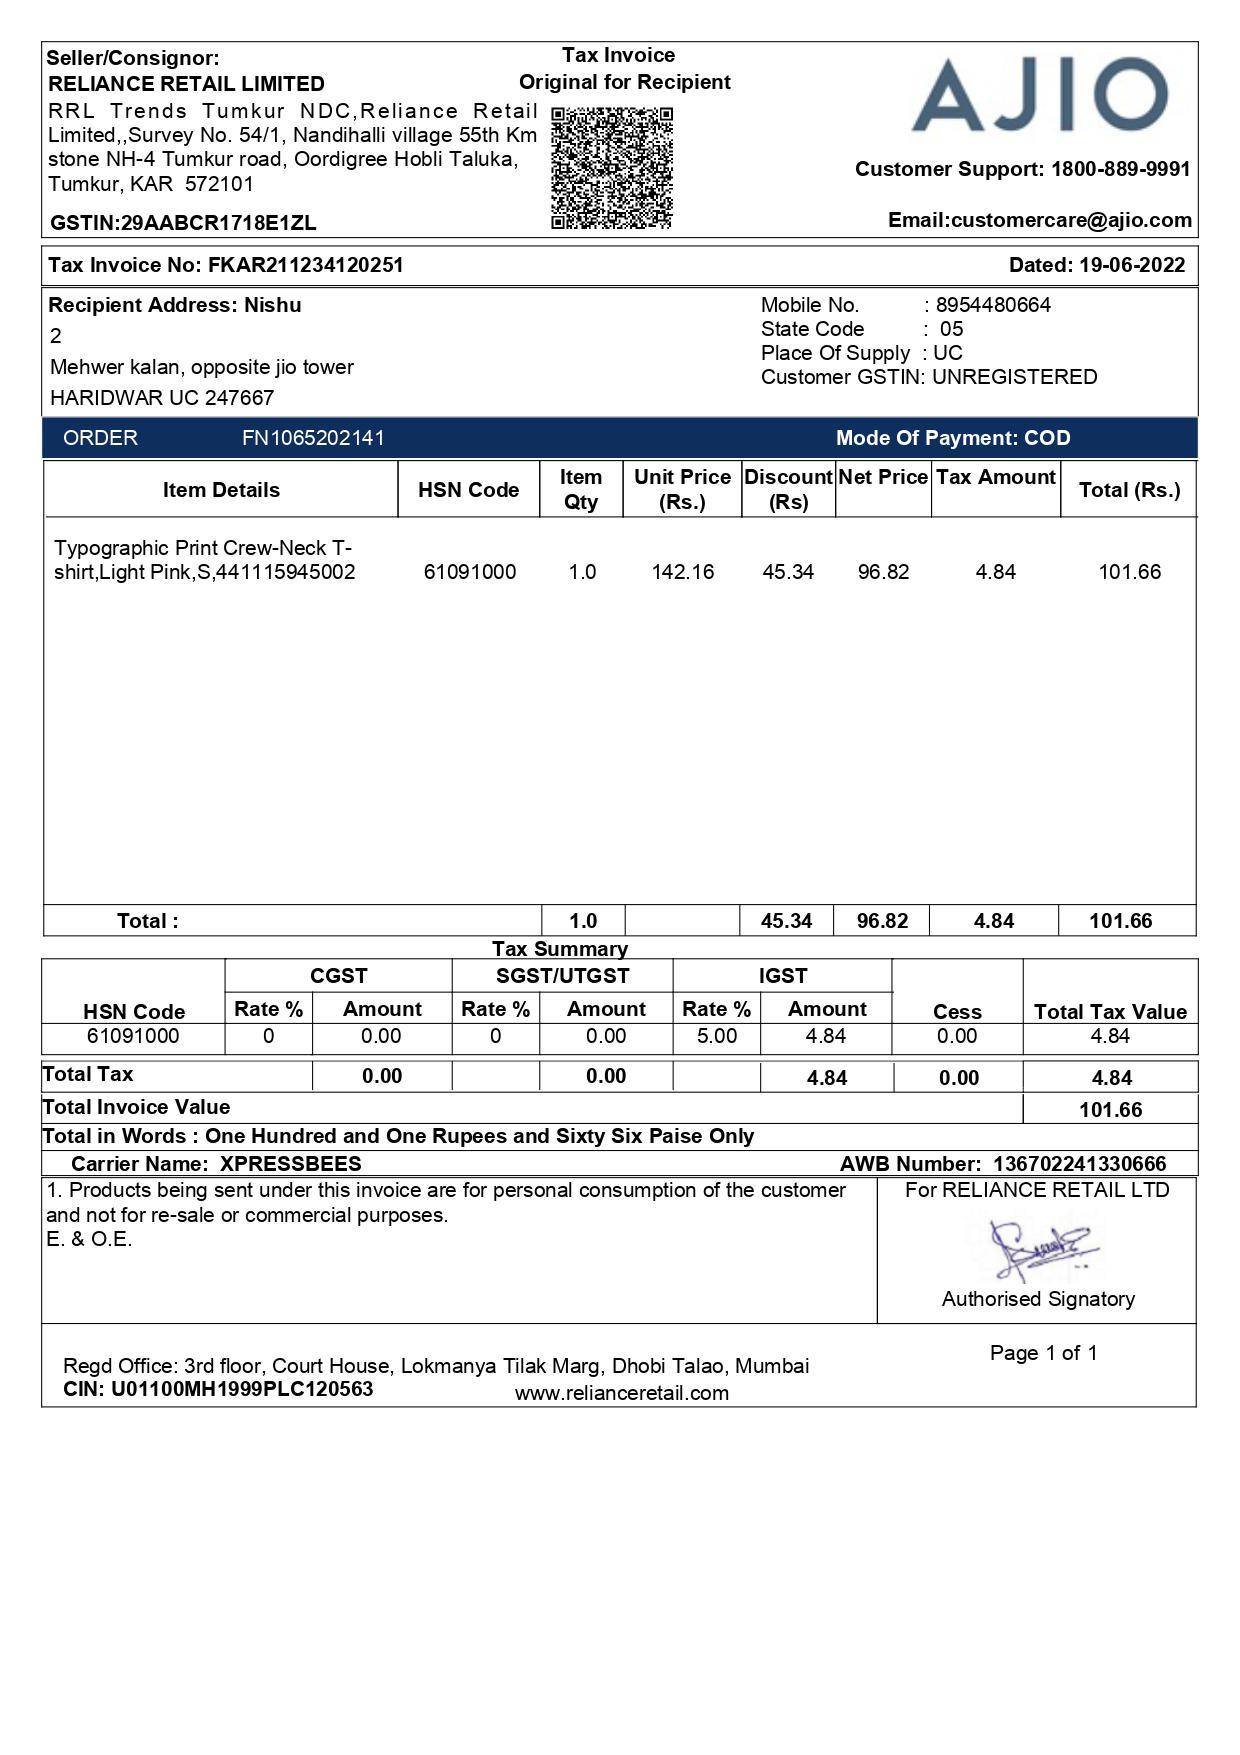 Seller/Consignor:
RELIANCE RETAIL LIMITED
RRL Trends Tumkur NDC,Reliance Retail
Limited,,Survey No. 54/1, Nandihalli village 55th Km
stone NH-4 Tumkur road, Oordigree Hobli Taluka,
Tumkur, KAR 572101
GSTIN:29AABCR1718E1ZL
Tax Invoice
Original for Recipient
AJIO
Customer Support: 1800-889-9991
Email:customercare@ajio.com
Tax Invoice No: FKAR211234120251
Dated: 19-06-2022
Recipient Address: Nishu
2
Mehwer kalan, opposite jio tower
HARIDWAR UC 247667
Mobile No. : 8954480664
State Code : 05
Place Of Supply : UC
Customer GSTIN: UNREGISTERED
ORDER FN1065202141 Mode Of Payment: COD
Item Details HSN Code Item Qty Unit Price (Rs.) Discount (Rs) Net Price Tax Amount Total (Rs.)
Typographic Print Crew-Neck T-
shirt,Light Pink,S,441115945002 61091000 1.0 142.16 45.34 96.82 4.84 101.66
Total : 1.0 45.34 96.82 4.84 101.66
Tax Summary
CGST SGST/UTGST IGST
HSN Code Rate % Amount Rate % Amount Rate % Amount Cess Total Tax Value
61091000 0 0.00 0 0.00 5.00 4.84 0.00 4.84
Total Tax 0.00 0.00 4.84 0.00 4.84
Total Invoice Value 101.66
Total in Words : One Hundred and One Rupees and Sixty Six Paise Only
Carrier Name: XPRESSBEES AWB Number: 136702241330666
1. Products being sent under this invoice are for personal consumption of the customer
and not for re-sale or commercial purposes.
E. & O.E.
For RELIANCE RETAIL LTD
Authorised Signatory
Page 1 of 1
Regd Office: 3rd floor, Court House, Lokmanya Tilak Marg, Dhobi Talao, Mumbai
CIN: U01100MH1999PLC120563
www.relianceretail.com